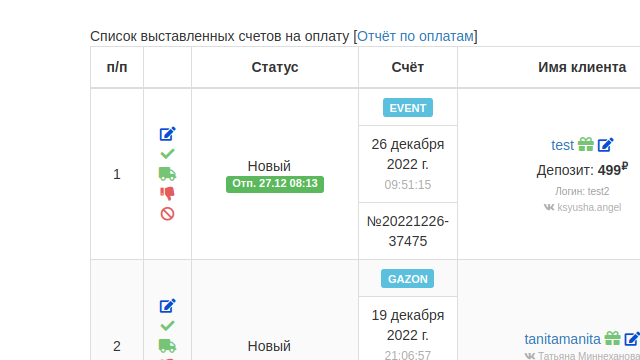 Список выставленных счетов на оплату [Отчёт по оплатам]
п/п Статус Счёт Имя клиента
1
Новый
Отп. 27.12 08:13
EVENT
26 декабря
2022 г.
09:51:15
№20221226-
37475
test
Депозит: 499₽
Логин: test2
ksyusha.angel
2
Новый
GAZON
19 декабря
2022 г.
21:06:57
tanitamanita
Татьяна